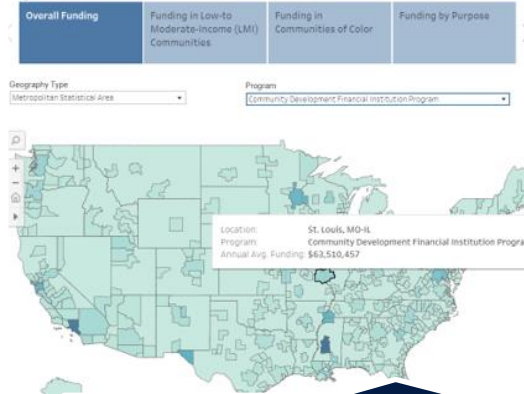 Overall Funding
Funding in Low-to
Moderate-Income (LMI)
Communities
Funding in
Communities of Color
Funding by Purpose
Geography Type
Metropolitan Statistical Area
Program
Community Development Financial Institution Program
Location: St. Louis, MO-IL
Program: Community Development Financial Institution Progra
Annual Avg. Funding: $63,510,457